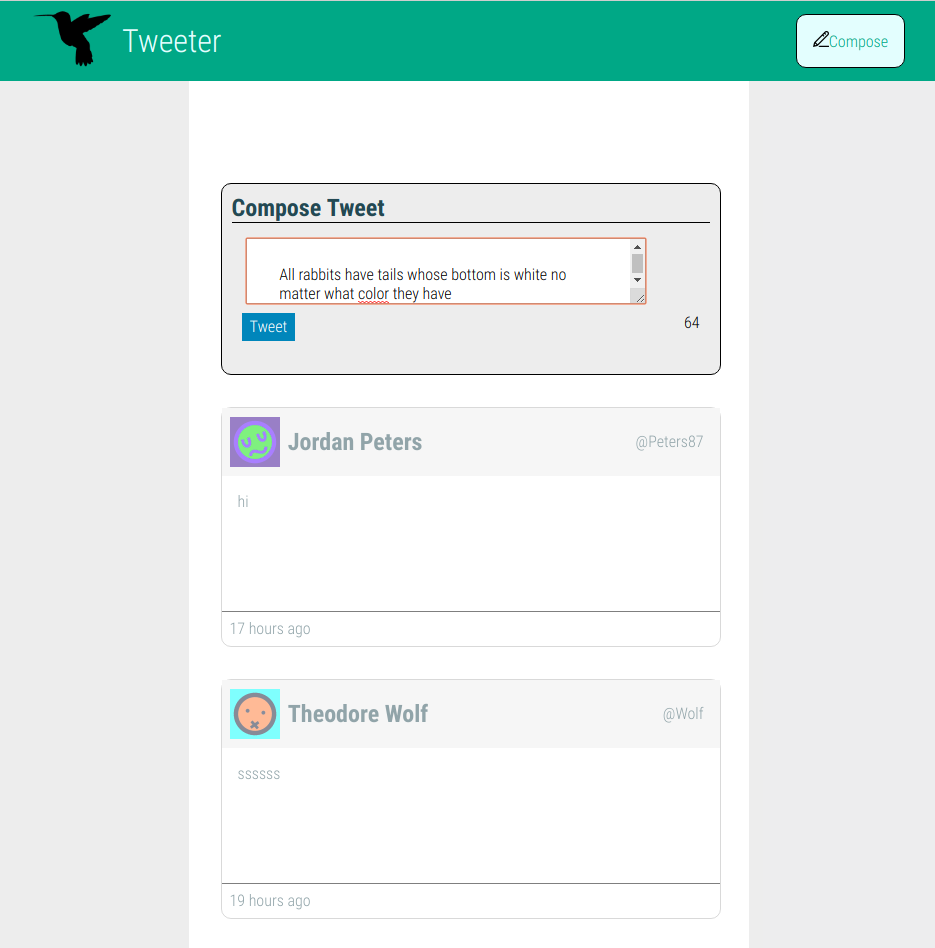 Tweeter
Compose
Compose Tweet
All rabbits have tails whose bottom is white no
matter what color they have
Tweet
64
Jordan Peters
@Peters87
hi
17 hours ago
Theodore Wolf
@Wolf
ssssss
19 hours ago